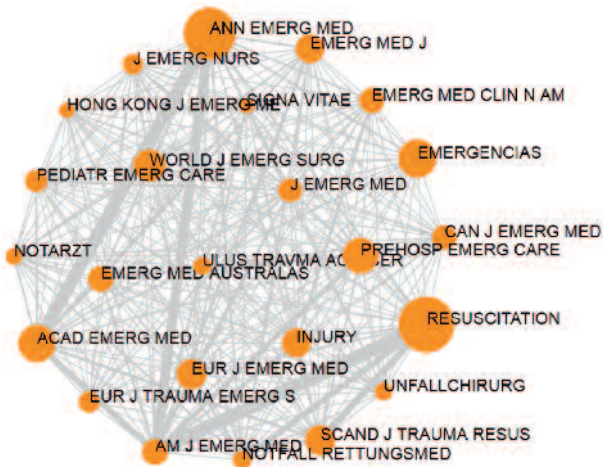 ANN EMERG MED
EMERG MED J
J EMERG NURS
HONG KONG J EMERG ME
SIGNA VITAE
EMERG MED CLIN N AM
WORLD J EMERG SURG
EMERGENCIAS
PEDIATR EMERG CARE
J EMERG MED
CAN J EMERG MED
NOTARZT
ULUS TRAVMA
PREHOSP EMERG CARE
EMERG MED AUSTRALAS
RESUSCITATION
ACAD EMERG MED
INJURY
EUR J EMERG MED
UNFALLCHIRURG
EUR J TRAUMA EMERG S
SCAND J TRAUMA RESUS
AM J EMERG MED
NOTFALL RETTUNGSMED